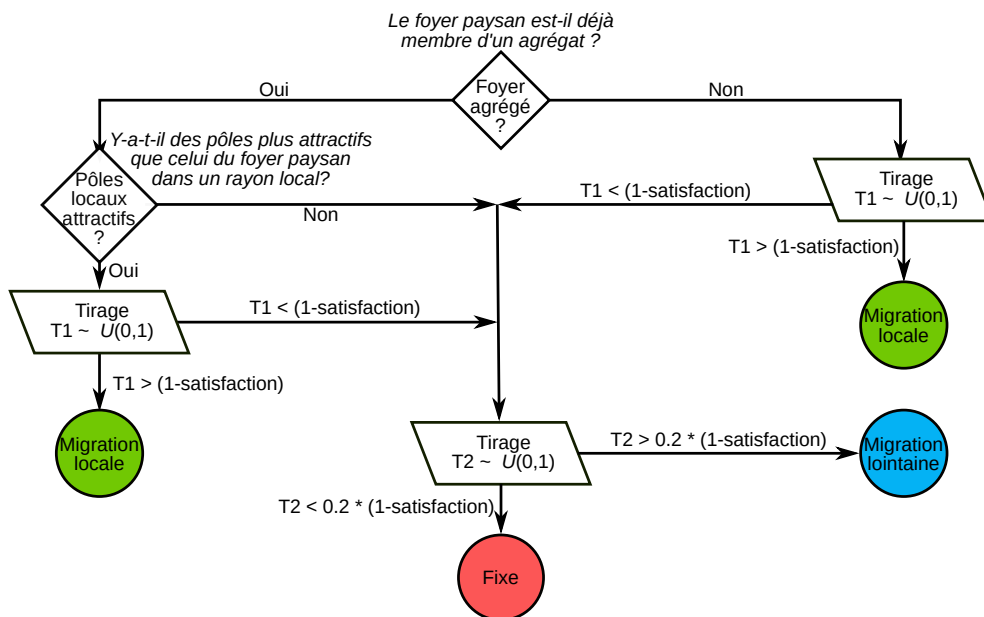 Le foyer paysan est-il déjà
membre d'un agrégat ?
Oui
Foyer
agrégé
?
Non
Y-a-t-il des pôles plus attractifs
que celui du foyer paysan
dans un rayon local?
Pôles
locaux
attractifs
?
Non
T1 < (1-satisfaction)
Tirage
T1 ~ U(0,1)
Oui
T1 > (1-satisfaction)
Tirage
T1 ~ U(0,1)
T1 < (1-satisfaction)
Migration
locale
T1 > (1-satisfaction)
Migration
locale
Tirage
T2 ~ U(0,1)
T2 > 0.2 * (1-satisfaction)
Migration
lointaine
T2 < 0.2 * (1-satisfaction)
Fixe